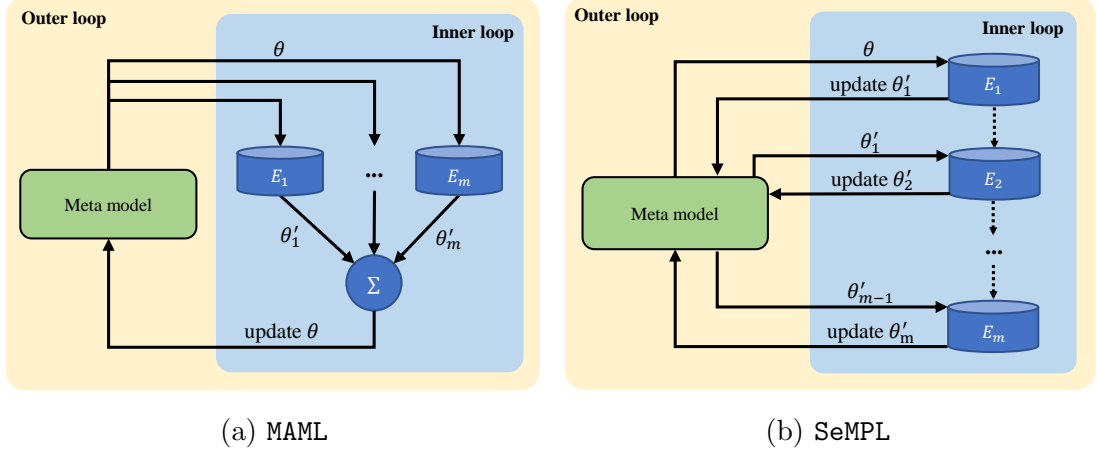 Outer loop
Inner loop
θ
E₁
...
Eₘ
Meta model
θ′₁
θ′ₘ
Σ
update θ
(a) MAML
Outer loop
Inner loop
θ
E₁
update θ′₁
θ′₁
E₂
update θ′₂
Meta model
...
θ′ₘ₋₁
Eₘ
update θ′ₘ
(b) SeMPL